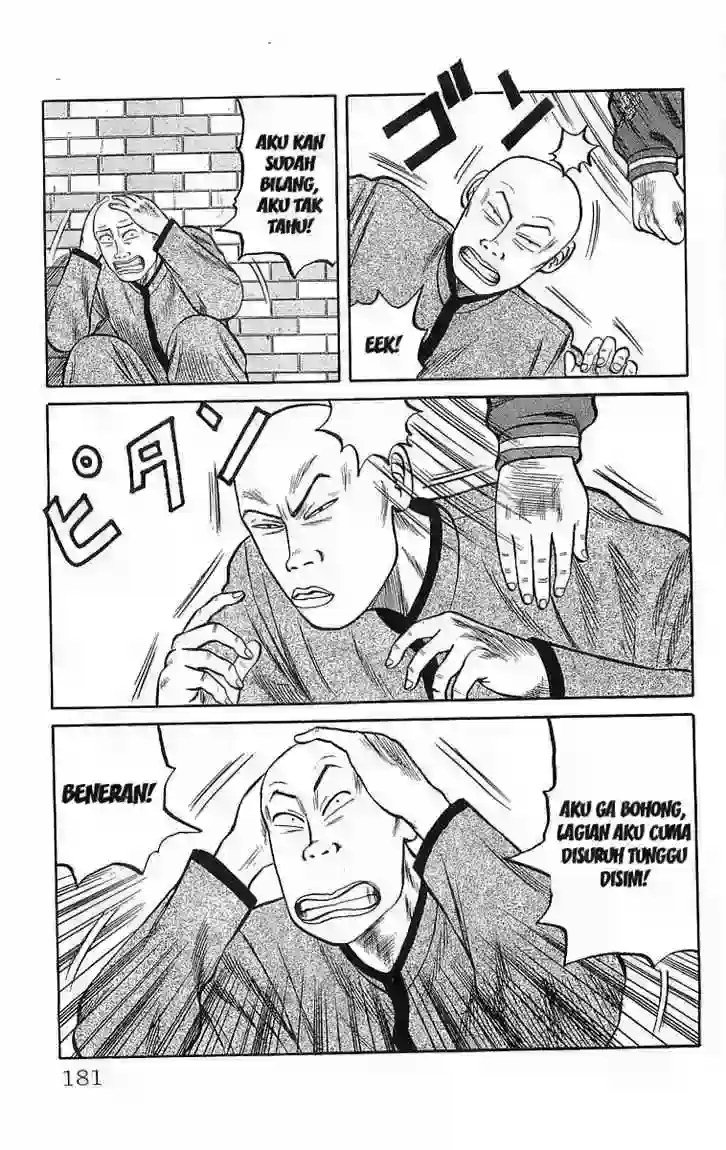 ゴン
EEK!
AKU KAN
SUDAH
BILANG,
AKU TAK
TAHU!
ピタン
AKU GA BOHONG,
LAGIAN AKU CUMA
DISURUH TUNGGU
DISINI!
BENERAN!
181